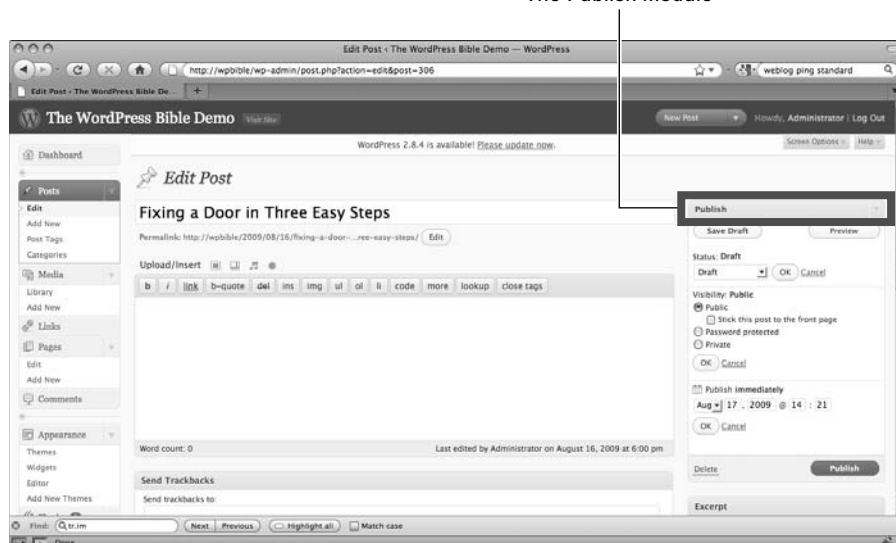 The Publish Module
Edit Post ‹ The WordPress Bible Demo — WordPress
http://wpbible/wp-admin/post.php?action=edit&post=306
weblog ping standard
Edit Post ‹ The WordPress Bible De...
The WordPress Bible Demo Visit Site
New Post Howdy, Administrator | Log Out
WordPress 2.8.4 is available! Please update now.
Screen Options Help
Dashboard
Edit Post
Posts
Edit
Add New
Post Tags
Categories
Media
Library
Add New
Links
Pages
Edit
Add New
Comments
Appearance
Themes
Widgets
Editor
Add New Themes
Fixing a Door in Three Easy Steps
Permalink: http://wpbible/2009/08/16/fixing-a-door-...ree-easy-steps/ Edit
Upload/Insert
b i link b-quote del ins img ul ol li code more lookup close tags
Word count: 0 Last edited by Administrator on August 16, 2009 at 6:00 pm
Send Trackbacks
Send trackbacks to:
Publish
Save Draft Preview
Status: Draft
Draft OK Cancel
Visibility: Public
Public
Stick this post to the front page
Password protected
Private
OK Cancel
Publish immediately
Aug 17 , 2009 @ 14 : 21
OK Cancel
Delete Publish
Excerpt
Find: tr.im Next Previous Highlight all Match case
Done